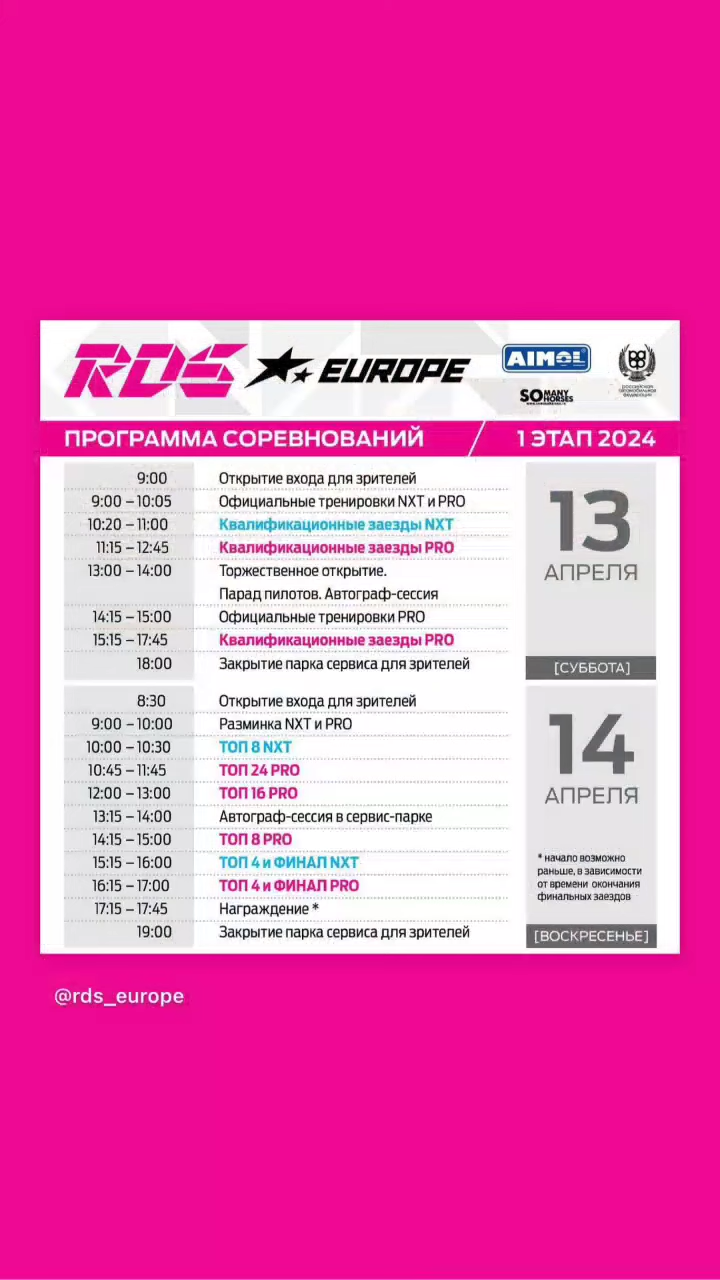 RDS EUROPE
AIMOL
SO MANY HORSES
РОССИЙСКАЯ
АВТОМОБИЛЬНАЯ
ФЕДЕРАЦИЯ
ПРОГРАММА СОРЕВНОВАНИЙ / 1 ЭТАП 2024
9:00 Открытие входа для зрителей
9:00 – 10:05 Официальные тренировки NXT и PRO
10:20 – 11:00 Квалификационные заезды NXT
11:15 – 12:45 Квалификационные заезды PRO
13:00 – 14:00 Торжественное открытие.
Парад пилотов. Автограф-сессия
14:15 – 15:00 Официальные тренировки PRO
15:15 – 17:45 Квалификационные заезды PRO
18:00 Закрытие парка сервиса для зрителей
13
АПРЕЛЯ
[СУББОТА]
8:30 Открытие входа для зрителей
9:00 – 10:00 Разминка NXT и PRO
10:00 – 10:30 ТОП 8 NXT
10:45 – 11:45 ТОП 24 PRO
12:00 – 13:00 ТОП 16 PRO
13:15 – 14:00 Автограф-сессия в сервис-парке
14:15 – 15:00 ТОП 8 PRO
15:15 – 16:00 ТОП 4 и ФИНАЛ NXT
16:15 – 17:00 ТОП 4 и ФИНАЛ PRO
17:15 – 17:45 Награждение *
19:00 Закрытие парка сервиса для зрителей
14
АПРЕЛЯ
* начало возможно
раньше, в зависимости
от времени окончания
финальных заездов
[ВОСКРЕСЕНЬЕ]
@rds_europe